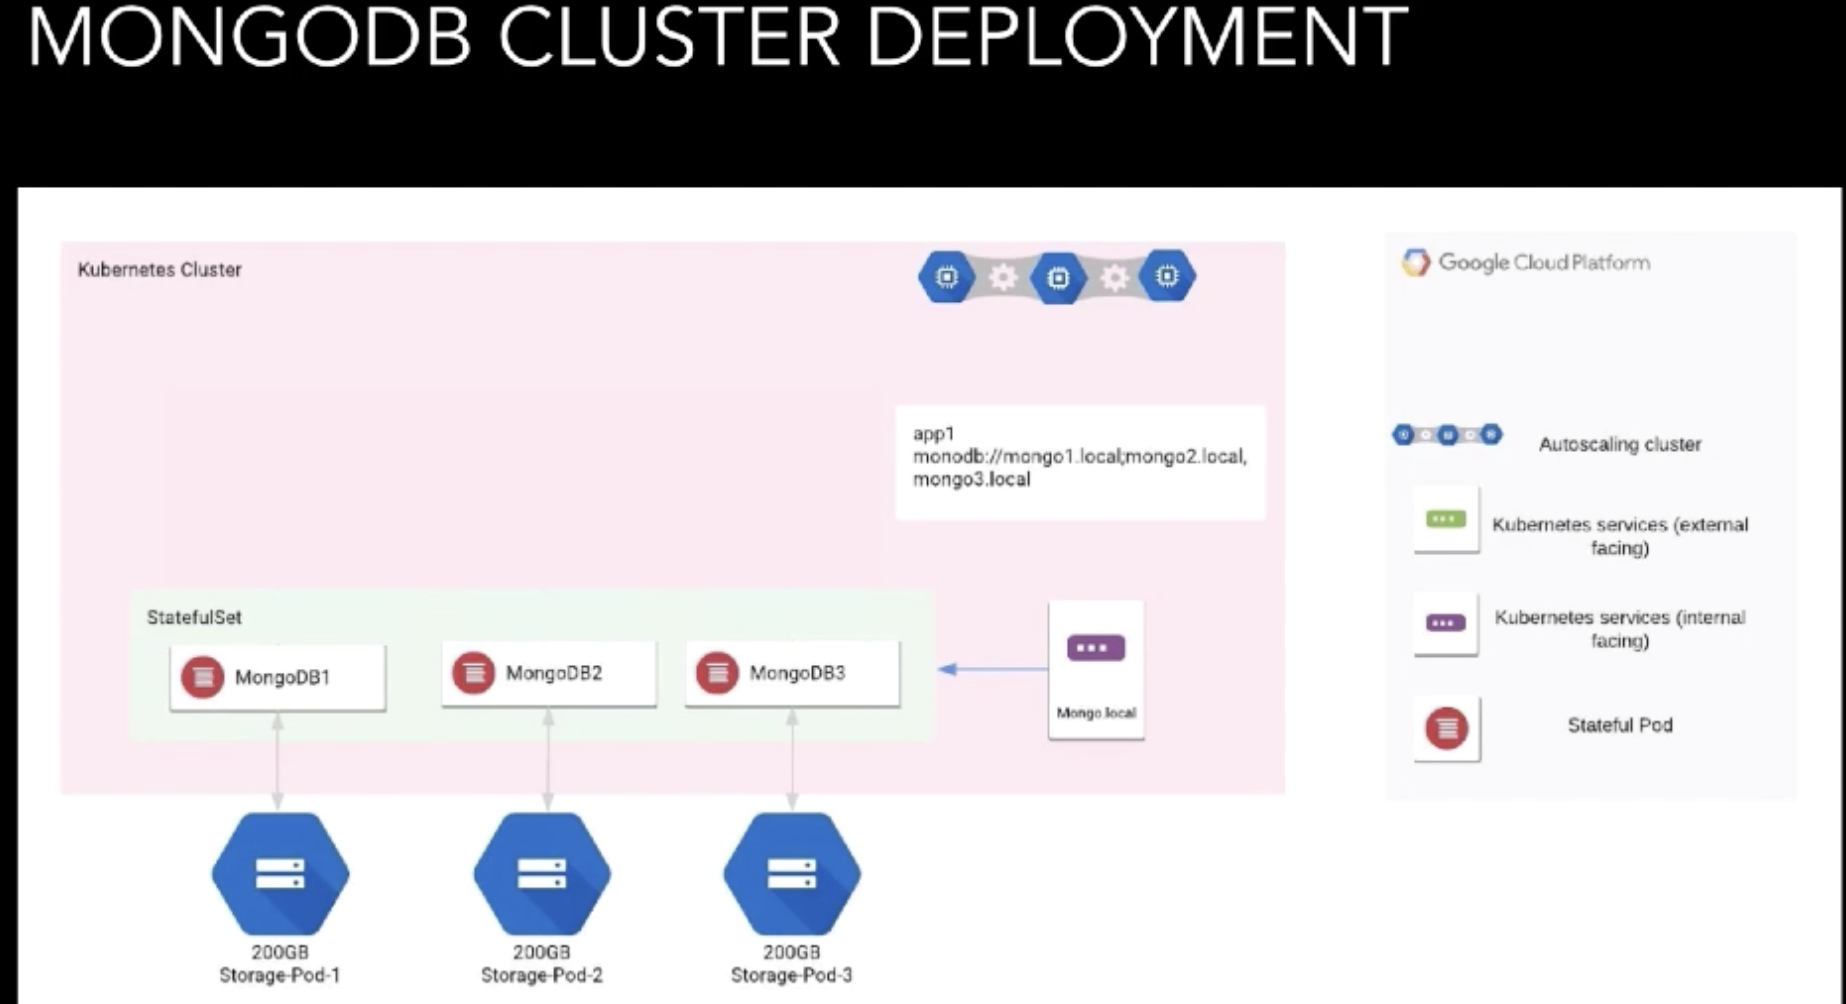 MONGODB CLUSTER DEPLOYMENT
Kubernetes Cluster
app1
monodb://mongo1.local;mongo2.local,
mongo3.local
StatefulSet
MongoDB1
MongoDB2
MongoDB3
Mongo.local
200GB
Storage-Pod-1
200GB
Storage-Pod-2
200GB
Storage-Pod-3
Google Cloud Platform
Autoscaling cluster
Kubernetes services (external
facing)
Kubernetes services (internal
facing)
Stateful Pod